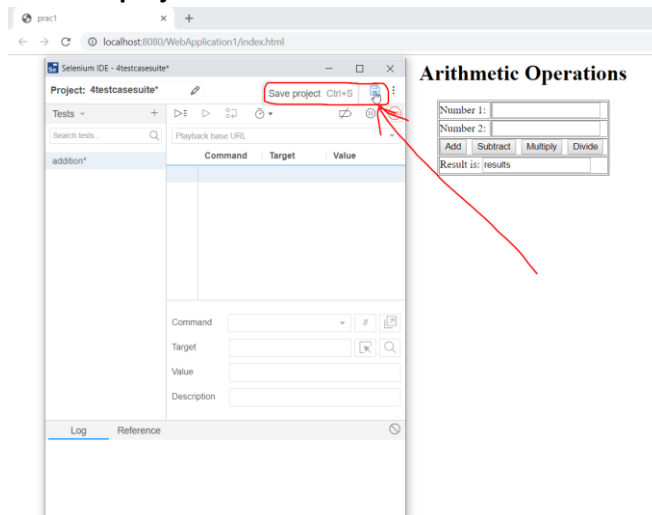 prac1
localhost:8080/WebApplication1/index.html
Selenium IDE - 4testcasesuite*
Project: 4testcasesuite*
Save project Ctrl+S
Tests
Search tests...
Playback base URL
addition*
Command Target Value
Command
//
Target
Value
Description
Log Reference
Arithmetic Operations
Number 1:
Number 2:
Add Subtract Multiply Divide
Result is: results